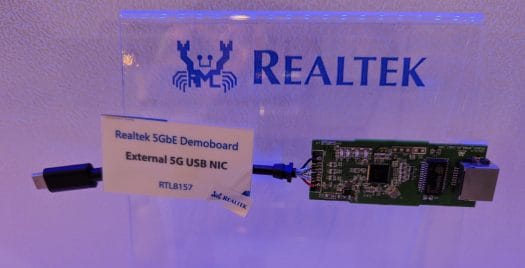 REALTEK
Realtek 5GbE Demoboard
External 5G USB NIC
RTL8157
REALTEK